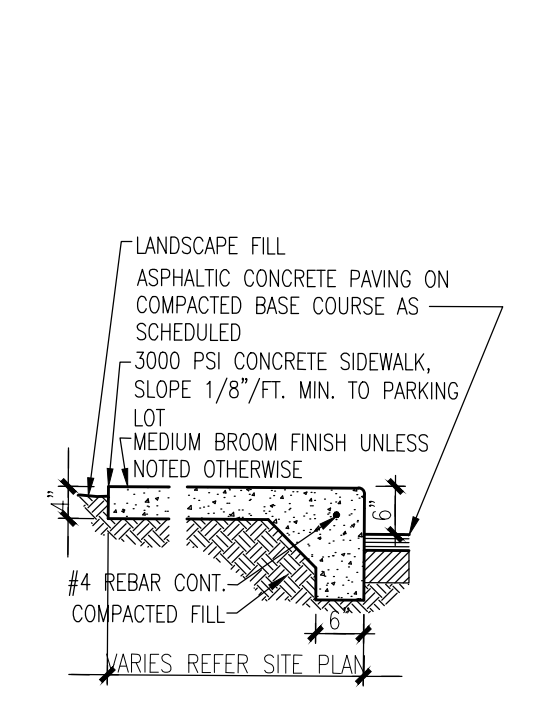 LANDSCAPE FILL
ASPHALTIC CONCRETE PAVING ON
COMPACTED BASE COURSE AS
SCHEDULED
3000 PSI CONCRETE SIDEWALK,
SLOPE 1/8"/FT. MIN. TO PARKING
LOT
MEDIUM BROOM FINISH UNLESS
NOTED OTHERWISE
4"
6"
#4 REBAR CONT.
COMPACTED FILL
6"
VARIES REFER SITE PLAN